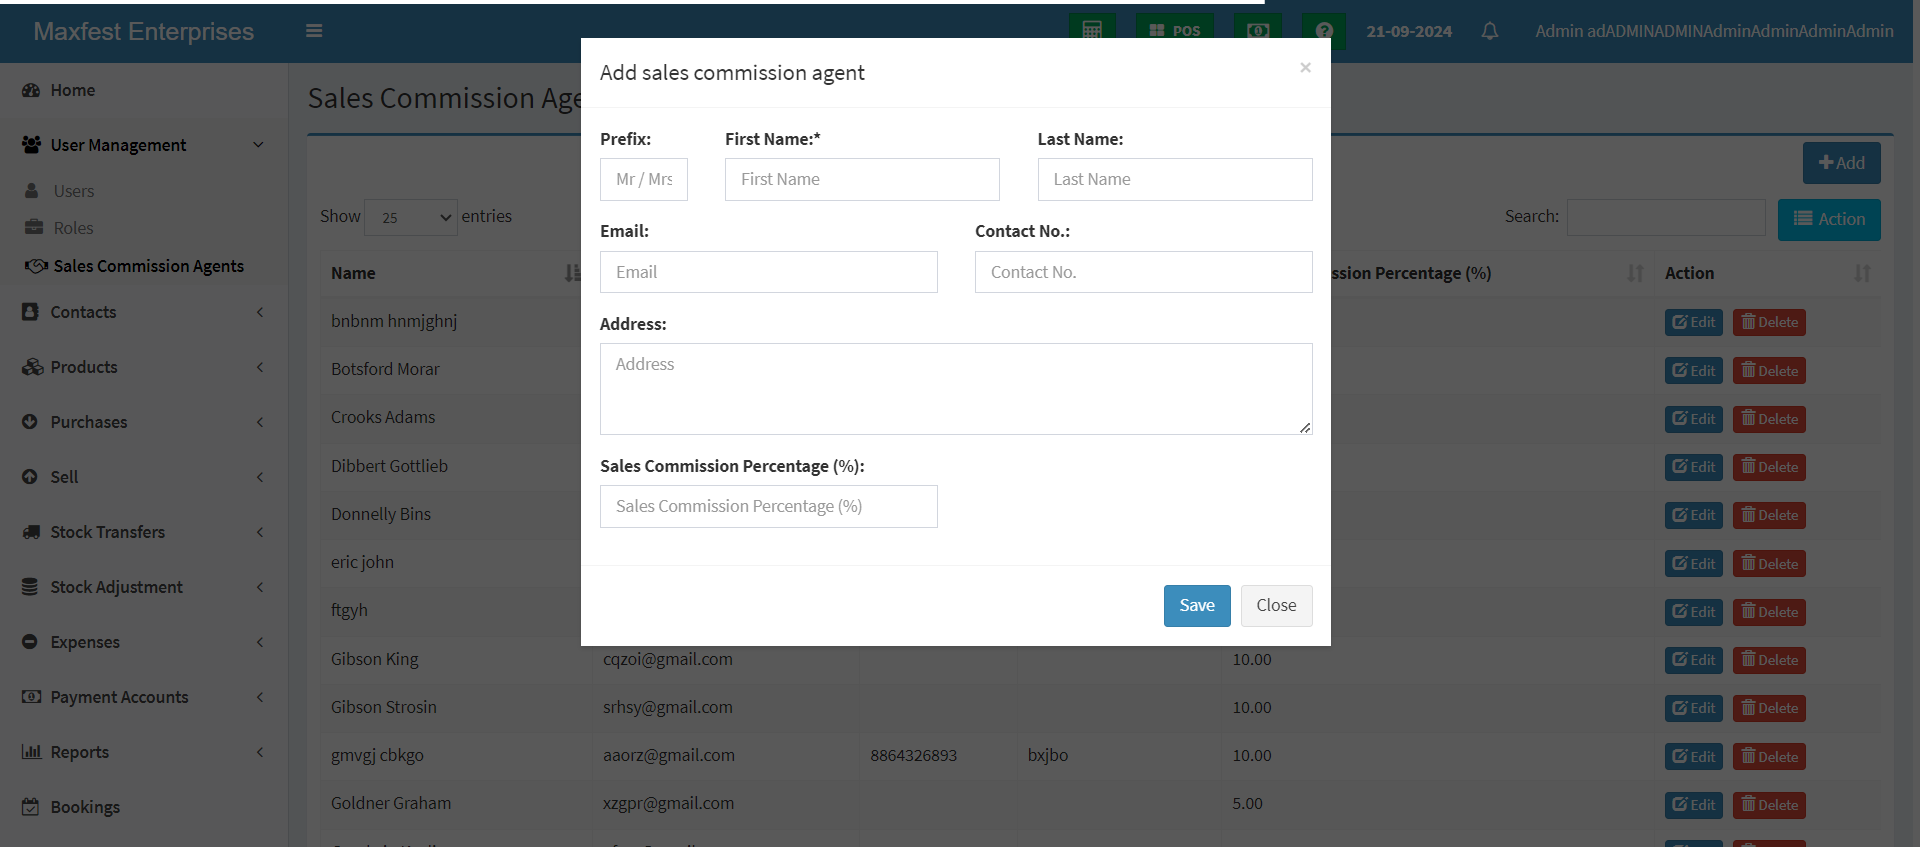 Maxfest Enterprises
POS
21-09-2024
Admin adADMINADMINAdminAdminAdminAdmin
Home
User Management
Users
Roles
Sales Commission Agents
Contacts
Products
Purchases
Sell
Stock Transfers
Stock Adjustment
Expenses
Payment Accounts
Reports
Bookings
Sales Commission Age
Add
Show 25 entries
Search:
Action
Name
ssion Percentage (%)
Action
bnbnm hnmjghnj
Edit Delete
Botsford Morar
Edit Delete
Crooks Adams
Edit Delete
Dibbert Gottlieb
Edit Delete
Donnelly Bins
Edit Delete
eric john
Edit Delete
ftgyh
Edit Delete
Gibson King cqzoi@gmail.com 10.00 Edit Delete
Gibson Strosin srhsy@gmail.com 10.00 Edit Delete
gmvgj cbkgo aaorz@gmail.com 8864326893 bxjbo 10.00 Edit Delete
Goldner Graham xzgpr@gmail.com 5.00 Edit Delete
Add sales commission agent
×
Prefix: First Name:* Last Name:
Mr / Mrs First Name Last Name
Email: Contact No.:
Email Contact No.
Address:
Address
Sales Commission Percentage (%):
Sales Commission Percentage (%)
Save Close